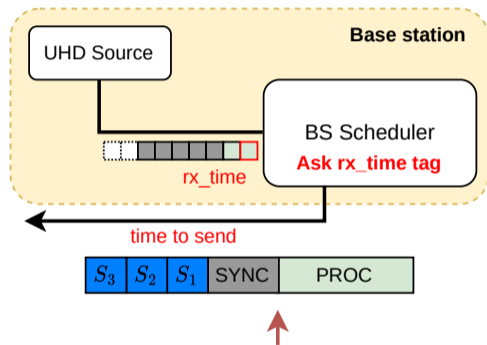 Base station
UHD Source
BS Scheduler
Ask rx_time tag
rx_time
time to send
S₃ S₂ S₁ SYNC PROC